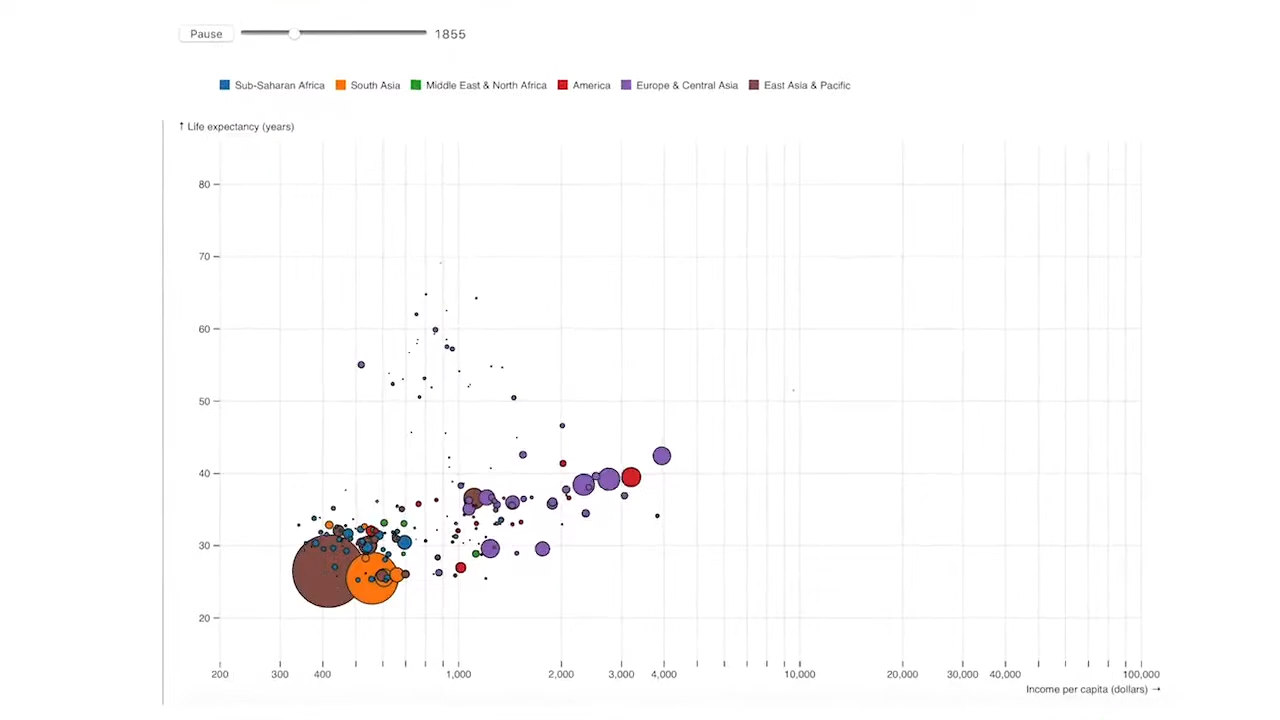 Pause 1855
Sub-Saharan Africa South Asia Middle East & North Africa America Europe & Central Asia East Asia & Pacific
↑ Life expectancy (years)
80
70
60
50
40
30
20
200 300 400 1,000 2,000 3,000 4,000 10,000 20,000 30,000 40,000 100,000
Income per capita (dollars) →